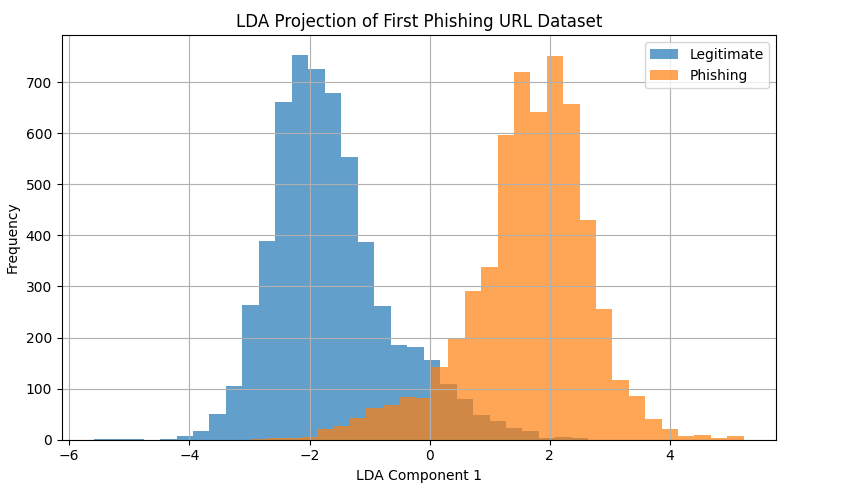 LDA Projection of First Phishing URL Dataset
Legitimate
Phishing
700
600
500
400
300
200
100
0
Frequency
−6 −4 −2 0 2 4
LDA Component 1